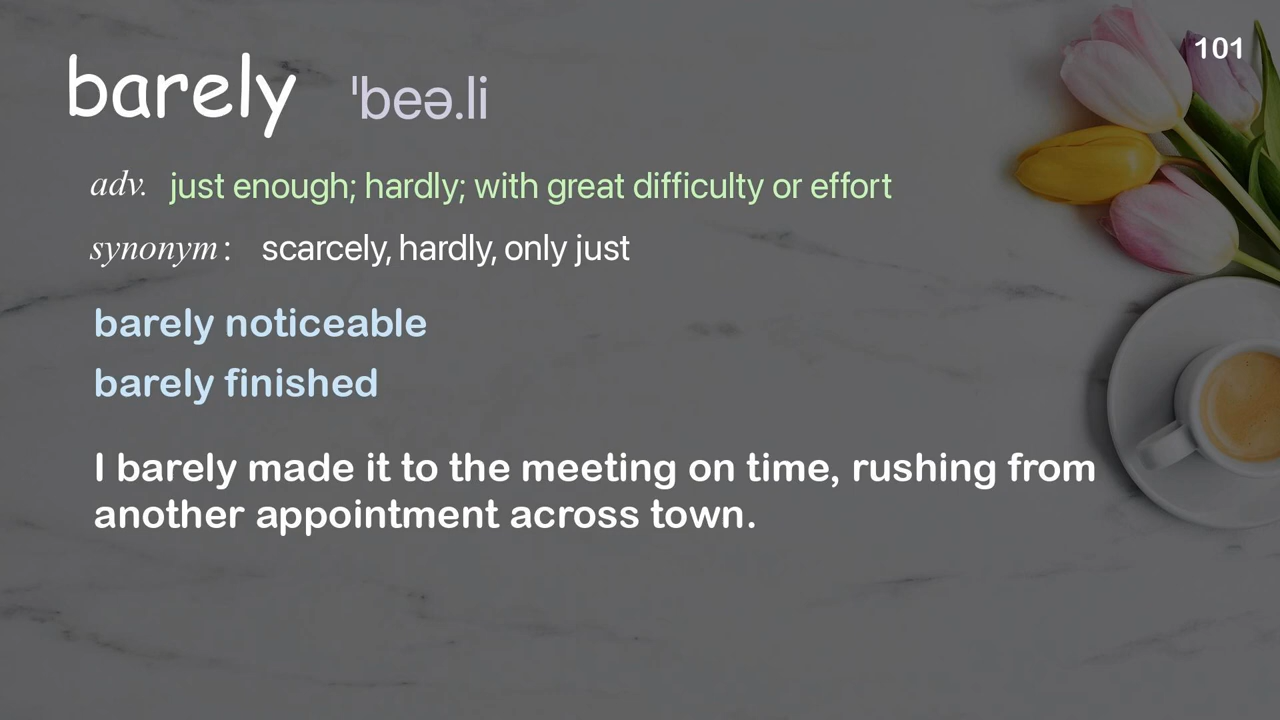 101
barely ˈbeə.li
adv. just enough; hardly; with great difficulty or effort
synonym: scarcely, hardly, only just
barely noticeable
barely finished
I barely made it to the meeting on time, rushing from
another appointment across town.